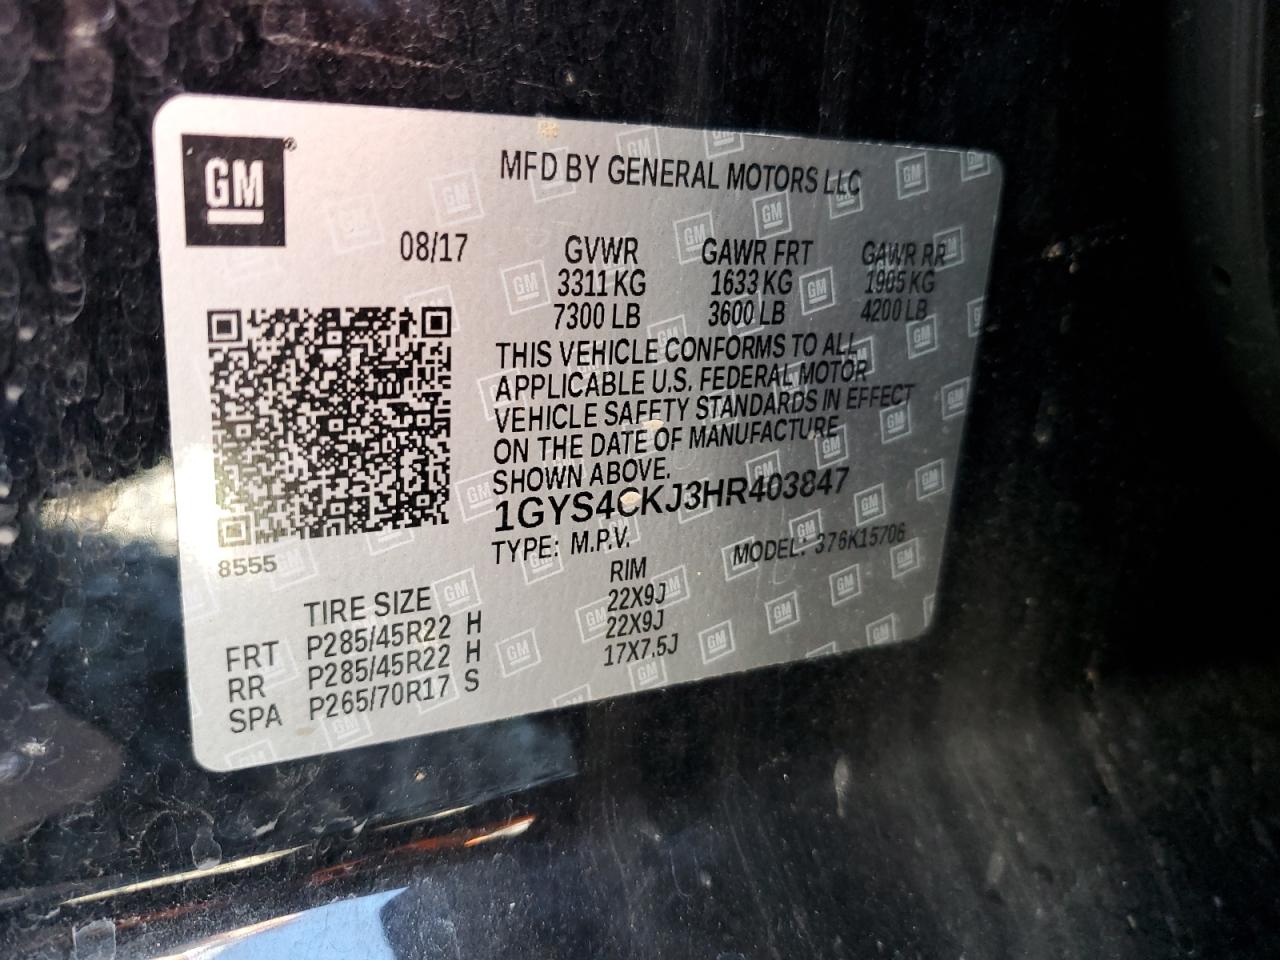 GM®
MFD BY GENERAL MOTORS LLC
08/17 GVWR GAWR FRT GAWR RR
3311 KG 1633 KG 1905 KG
7300 LB 3600 LB 4200 LB
THIS VEHICLE CONFORMS TO ALL
APPLICABLE U.S. FEDERAL MOTOR
VEHICLE SAFETY STANDARDS IN EFFECT
ON THE DATE OF MANUFACTURE
SHOWN ABOVE.
1GYS4CKJ3HR403847
TYPE: M.P.V. MODEL: 376K15706
8555
TIRE SIZE RIM
FRT P285/45R22 H 22X9J
RR P285/45R22 H 22X9J
SPA P265/70R17 S 17X7.5J